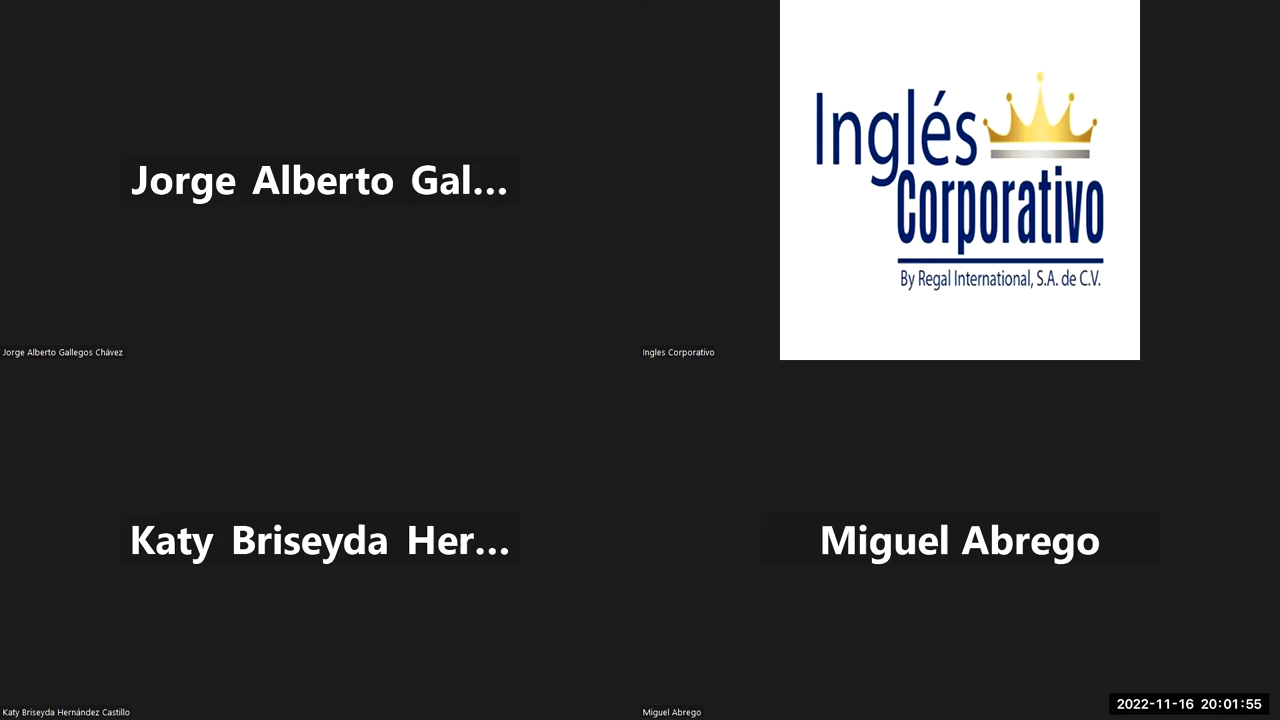 Jorge Alberto Gal...
Jorge Alberto Gallegos Chávez
Inglés
Corporativo
By Regal International, S.A. de C.V.
Ingles Corporativo
Katy Briseyda Her...
Katy Briseyda Hernández Castillo
Miguel Abrego
Miguel Abrego
2022-11-16 20:01:55